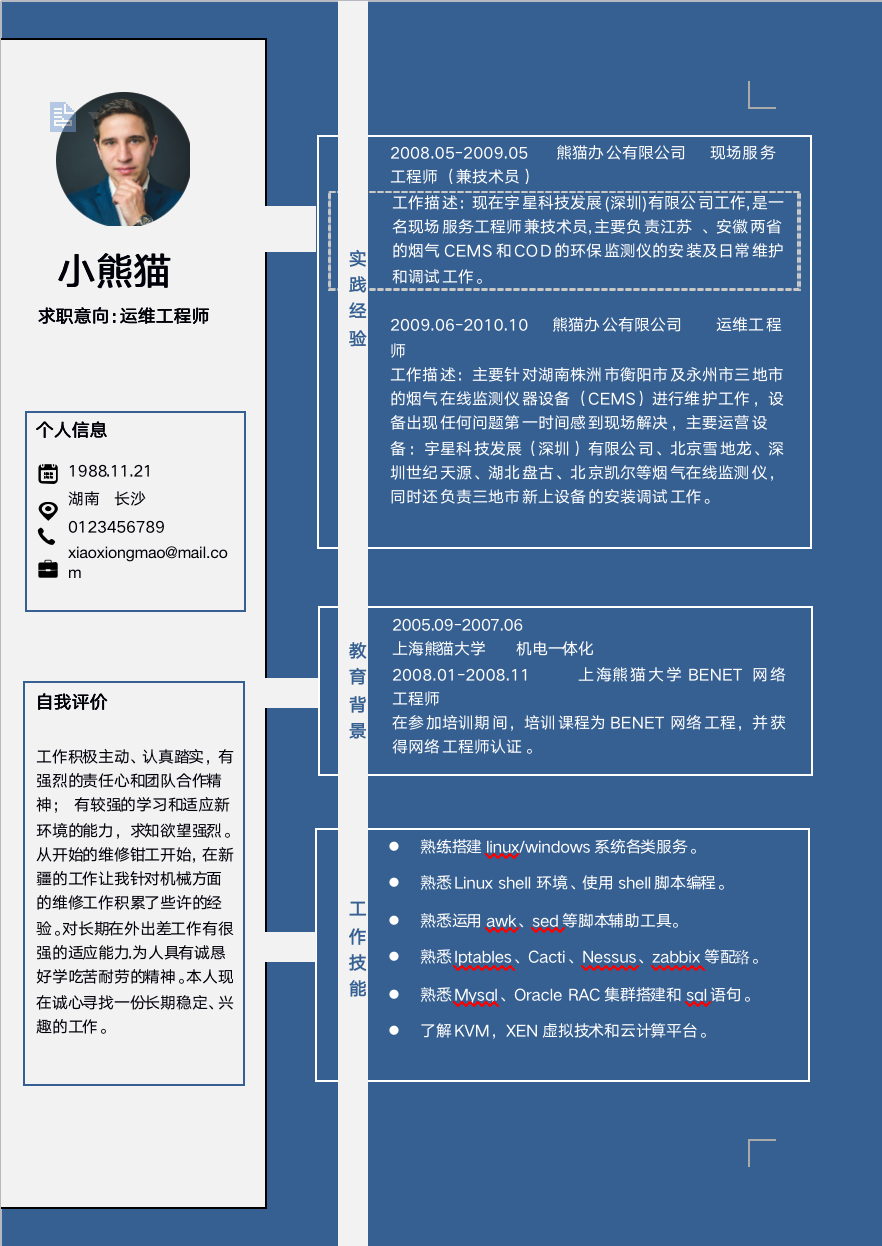 小熊猫
求职意向:运维工程师
个人信息
1988.11.21
湖南 长沙
0123456789
xiaoxiongmao@mail.co
m
自我评价
工作积极主动、认真踏实，有
强烈的责任心和团队合作精
神； 有较强的学习和适应新
环境的能力，求知欲望强烈。
从开始的维修钳工开始，在新
疆的工作让我针对机械方面
的维修工作积累了些许的经
验。对长期在外出差工作有很
强的适应能力,为人具有诚恳
好学吃苦耐劳的精神。本人现
在诚心寻找一份长期稳定、兴
趣的工作。
实践经验
2008.05-2009.05 熊猫办公有限公司 现场服务
工程师（兼技术员）
工作描述：现在宇星科技发展(深圳)有限公司工作,是一
名现场服务工程师兼技术员,主要负责江苏 、安徽两省
的烟气 CEMS 和COD的环保监测仪的安装及日常维护
和调试工作。
2009.06-2010.10 熊猫办公有限公司 运维工程
师
工作描述：主要针对湖南株洲市衡阳市及永州市三地市
的烟气在线监测仪器设备（CEMS）进行维护工作，设
备出现任何问题第一时间感到现场解决，主要运营设
备：宇星科技发展（深圳）有限公司、北京雪地龙、深
圳世纪天源、湖北盘古、北京凯尔等烟气在线监测仪，
同时还负责三地市新上设备的安装调试工作。
教育背景
2005.09-2007.06
上海熊猫大学 机电一体化
2008.01-2008.11 上海熊猫大学 BENET 网络
工程师
在参加培训期间，培训课程为 BENET 网络工程，并获
得网络工程师认证 。
工作技能
● 熟练搭建 linux/windows 系统各类服务。
● 熟悉Linux shell 环境、使用 shell 脚本编程。
● 熟悉运用 awk、sed 等脚本辅助工具。
● 熟悉Iptables、Cacti、Nessus、zabbix 等配臵。
● 熟悉Mysql、Oracle RAC 集群搭建和 sql 语句。
● 了解KVM，XEN 虚拟技术和云计算平台。